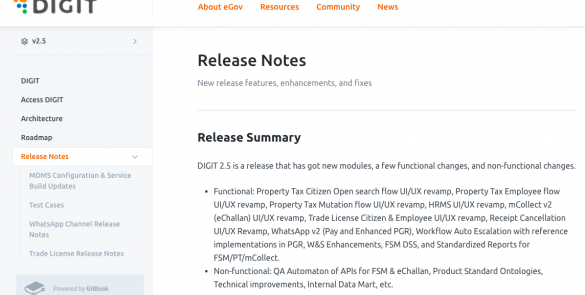 DIGIT
About eGov Resources Community News
v2.5
DIGIT
Access DIGIT
Architecture
Roadmap
Release Notes
MDMS Configuration & Service
Build Updates
Test Cases
WhatsApp Channel Release
Notes
Trade License Release Notes
Powered by GitBook
Release Notes
New release features, enhancements, and fixes
Release Summary
DIGIT 2.5 is a release that has got new modules, a few functional changes, and non-functional changes.
• Functional: Property Tax Citizen Open search flow UI/UX revamp, Property Tax Employee flow
UI/UX revamp, Property Tax Mutation flow UI/UX revamp, HRMS UI/UX revamp, mCollect v2
(eChallan) UI/UX revamp, Trade License Citizen & Employee UI/UX revamp, Receipt Cancellation
UI/UX Revamp, WhatsApp v2 (Pay and Enhanced PGR), Workflow Auto Escalation with reference
implementations in PGR, W&S Enhancements, FSM DSS, and Standardized Reports for
FSM/PT/mCollect.
• Non-functional: QA Automaton of APIs for FSM & eChallan, Product Standard Ontologies,
Technical improvements, Internal Data Mart, etc.